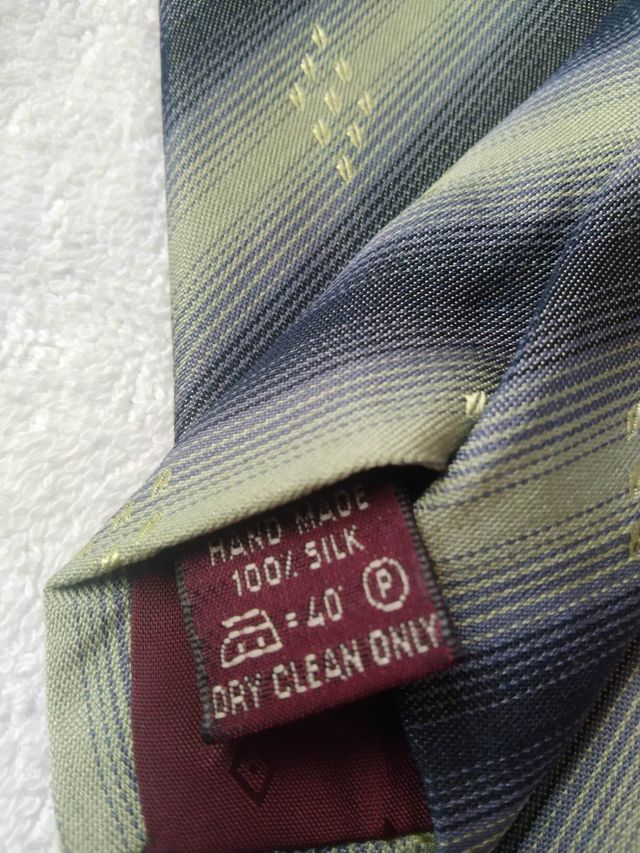 HAND MADE
100% SILK
=40° P
DRY CLEAN ONLY